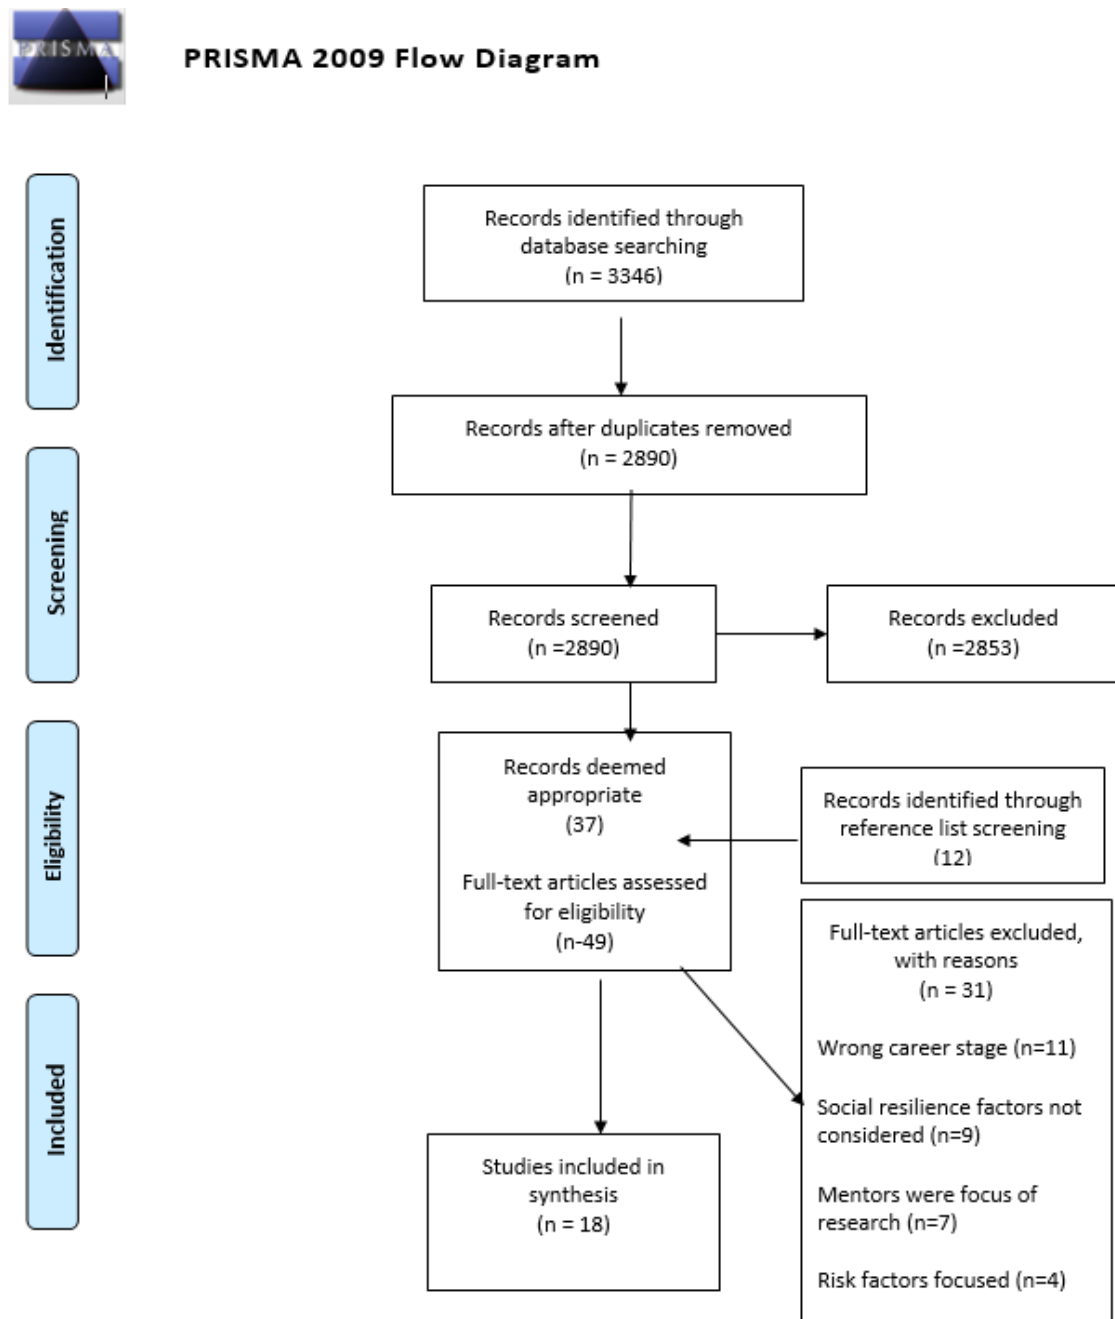 PRISMA
PRISMA 2009 Flow Diagram
Identification
Records identified through
database searching
(n = 3346)
Records after duplicates removed
(n = 2890)
Screening
Records screened
(n =2890)
Records excluded
(n =2853)
Eligibility
Records deemed
appropriate
(37)
Full-text articles assessed
for eligibility
(n-49)
Records identified through
reference list screening
(12)
Full-text articles excluded,
with reasons
(n = 31)
Wrong career stage (n=11)
Social resilience factors not
considered (n=9)
Mentors were focus of
research (n=7)
Risk factors focused (n=4)
Included
Studies included in
synthesis
(n = 18)